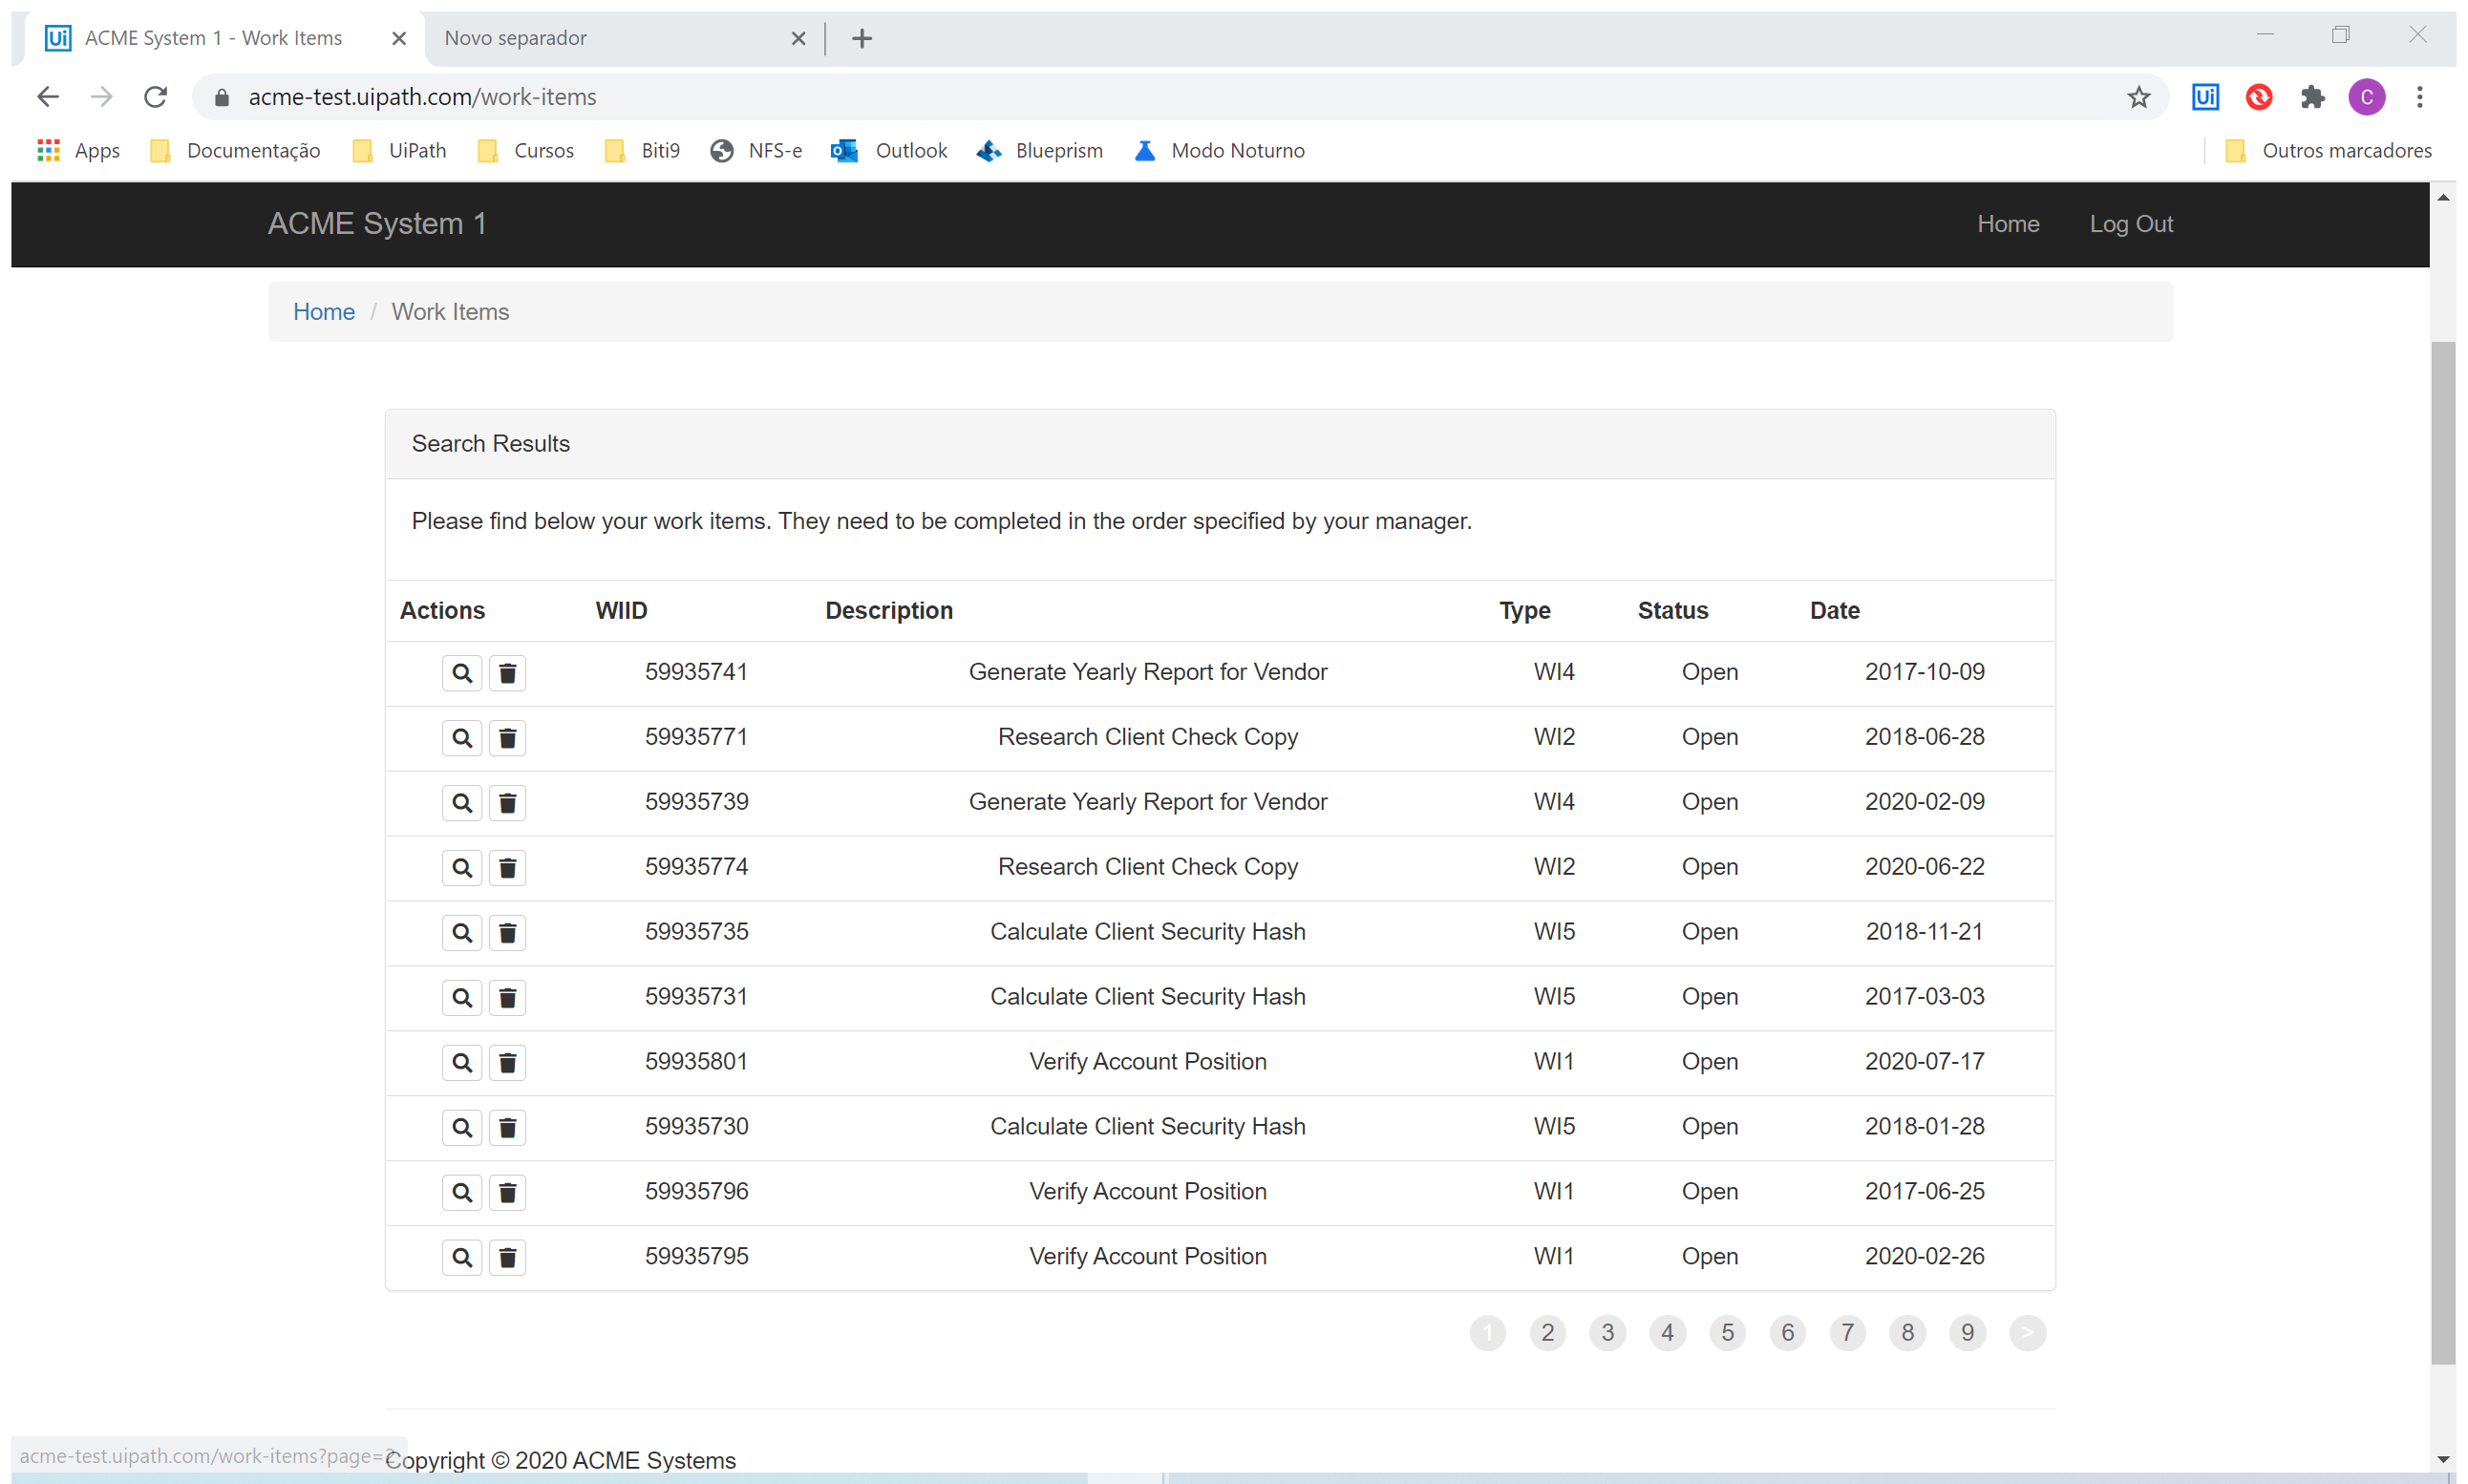 Ui ACME System 1 - Work Items Novo separador
acme-test.uipath.com/work-items Ui C
Apps Documentação UiPath Cursos Biti9 NFS-e Outlook Blueprism Modo Noturno Outros marcadores
ACME System 1 Home Log Out
Home / Work Items
Search Results
Please find below your work items. They need to be completed in the order specified by your manager.
Actions WIID Description Type Status Date
59935741 Generate Yearly Report for Vendor WI4 Open 2017-10-09
59935771 Research Client Check Copy WI2 Open 2018-06-28
59935739 Generate Yearly Report for Vendor WI4 Open 2020-02-09
59935774 Research Client Check Copy WI2 Open 2020-06-22
59935735 Calculate Client Security Hash WI5 Open 2018-11-21
59935731 Calculate Client Security Hash WI5 Open 2017-03-03
59935801 Verify Account Position WI1 Open 2020-07-17
59935730 Calculate Client Security Hash WI5 Open 2018-01-28
59935796 Verify Account Position WI1 Open 2017-06-25
59935795 Verify Account Position WI1 Open 2020-02-26
1 2 3 4 5 6 7 8 9 >
acme-test.uipath.com/work-items?page=2
Copyright © 2020 ACME Systems